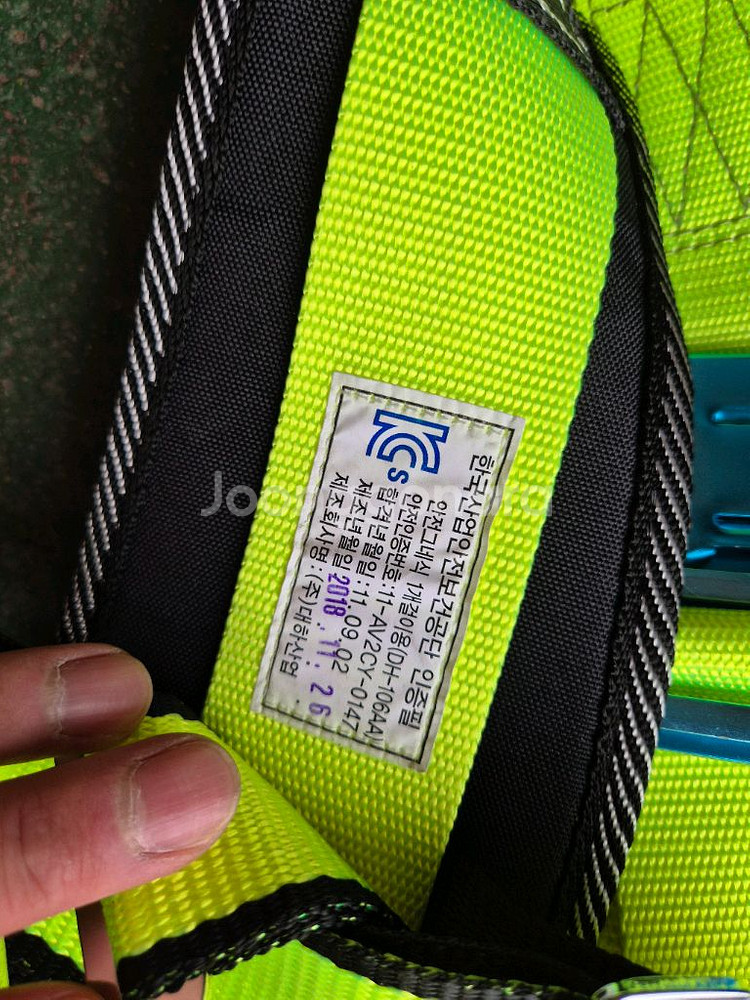 KCs
한국산업안전보건공단 인증필
안전그네식 1개걸이용(DH-106AA)
안전인증번호:11-AV2CY-0147
합격년월일:11.09.02
제조년월일 2018.11.26
제조회사명:(주)대하산업